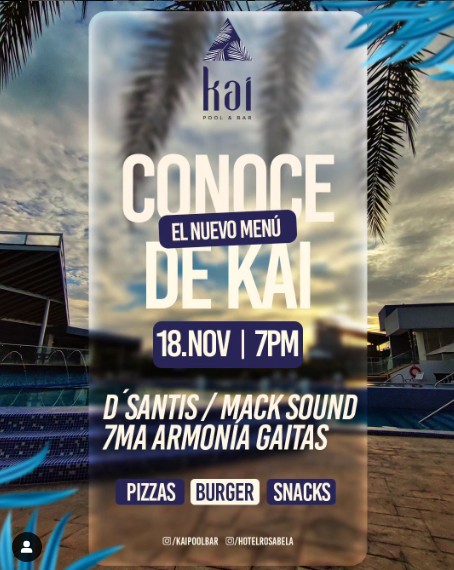 kaí
POOL & BAR
CONOCE
EL NUEVO MENÚ
DE KAI
18.NOV | 7PM
D´SANTIS / MACK SOUND
7MA ARMONÍA GAITAS
PIZZAS BURGER SNACKS
/KAIPOOLBAR /HOTELROSABELA